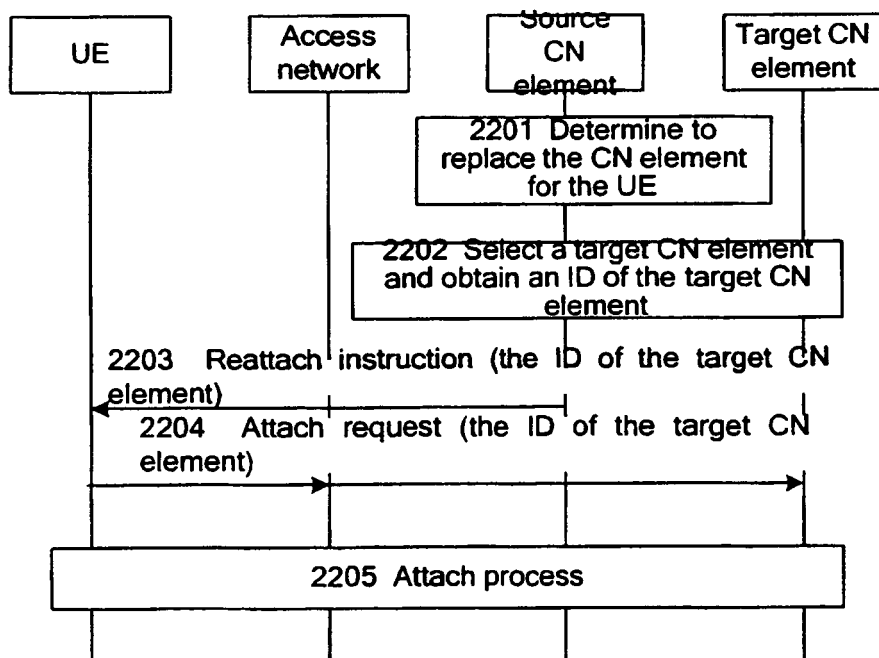 UE
Access
network
Source
CN
element
Target CN
element
2201 Determine to
replace the CN element
for the UE
2202 Select a target CN element
and obtain an ID of the target CN
element
2203 Reattach instruction (the ID of the target CN
element)
2204 Attach request (the ID of the target CN
element)
2205 Attach process